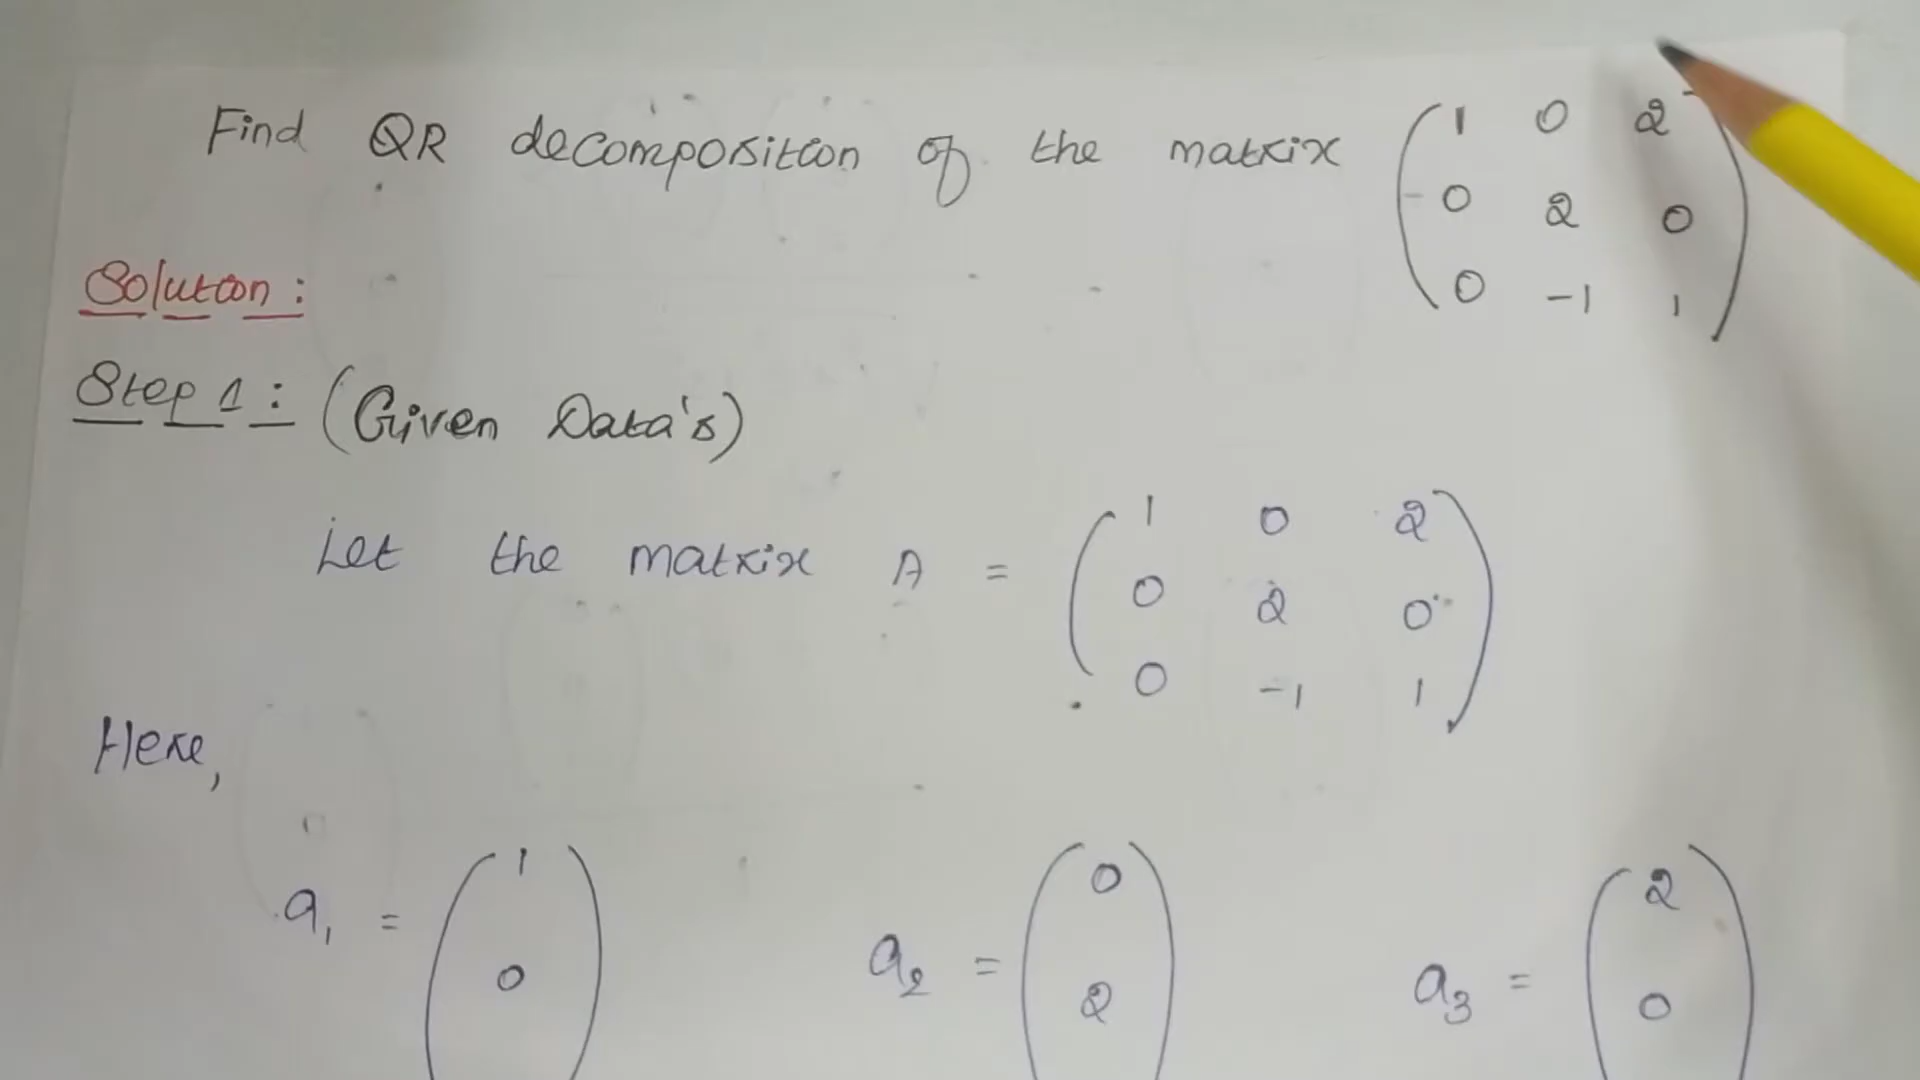 Find QR decomposition of the matrix (1 0 2
0 2 0
0 -1 1)
Solution :
Step 1 : (Given Data's)
Let the matrix A = (1 0 2
0 2 0
0 -1 1)
Here,
a₁ = (1 0 a₂ = (0 2 a₃ = (2 0